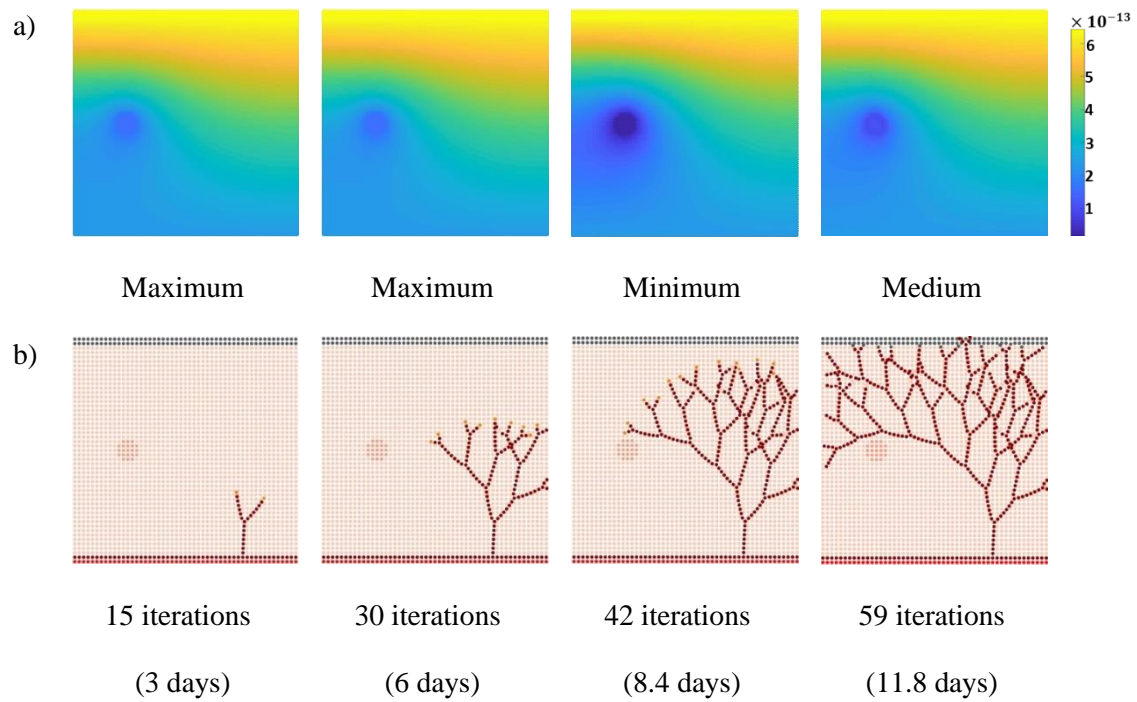 a)
× 10⁻¹³
6
5
4
3
2
1
Maximum Maximum Minimum Medium
b)
15 iterations 30 iterations 42 iterations 59 iterations
(3 days) (6 days) (8.4 days) (11.8 days)